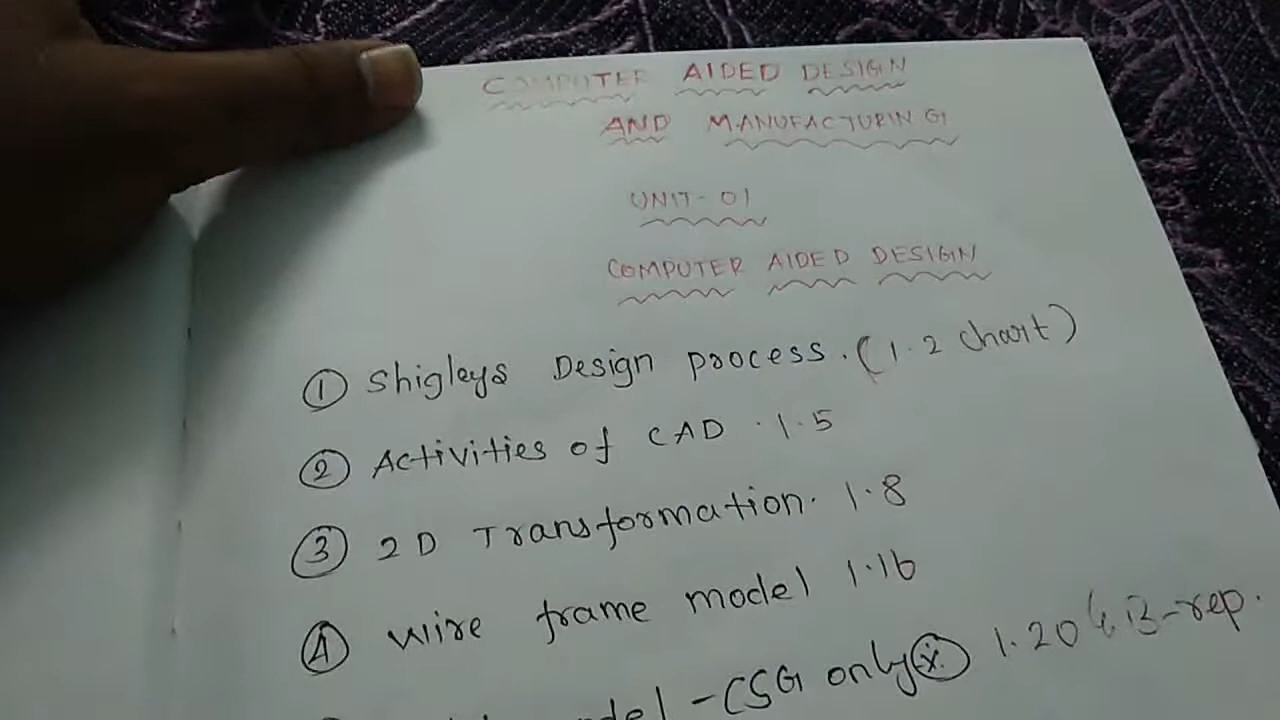 COMPUTER AIDED DESIGN
AND MANUFACTURING
UNIT-01
COMPUTER AIDED DESIGN
① Shigleys Design process. (1.2 chart)
② Activities of CAD .1.5
③ 2D Transformation. 1.8
④ Wire frame model 1.16
-CSG only 1.20 & B-rep.